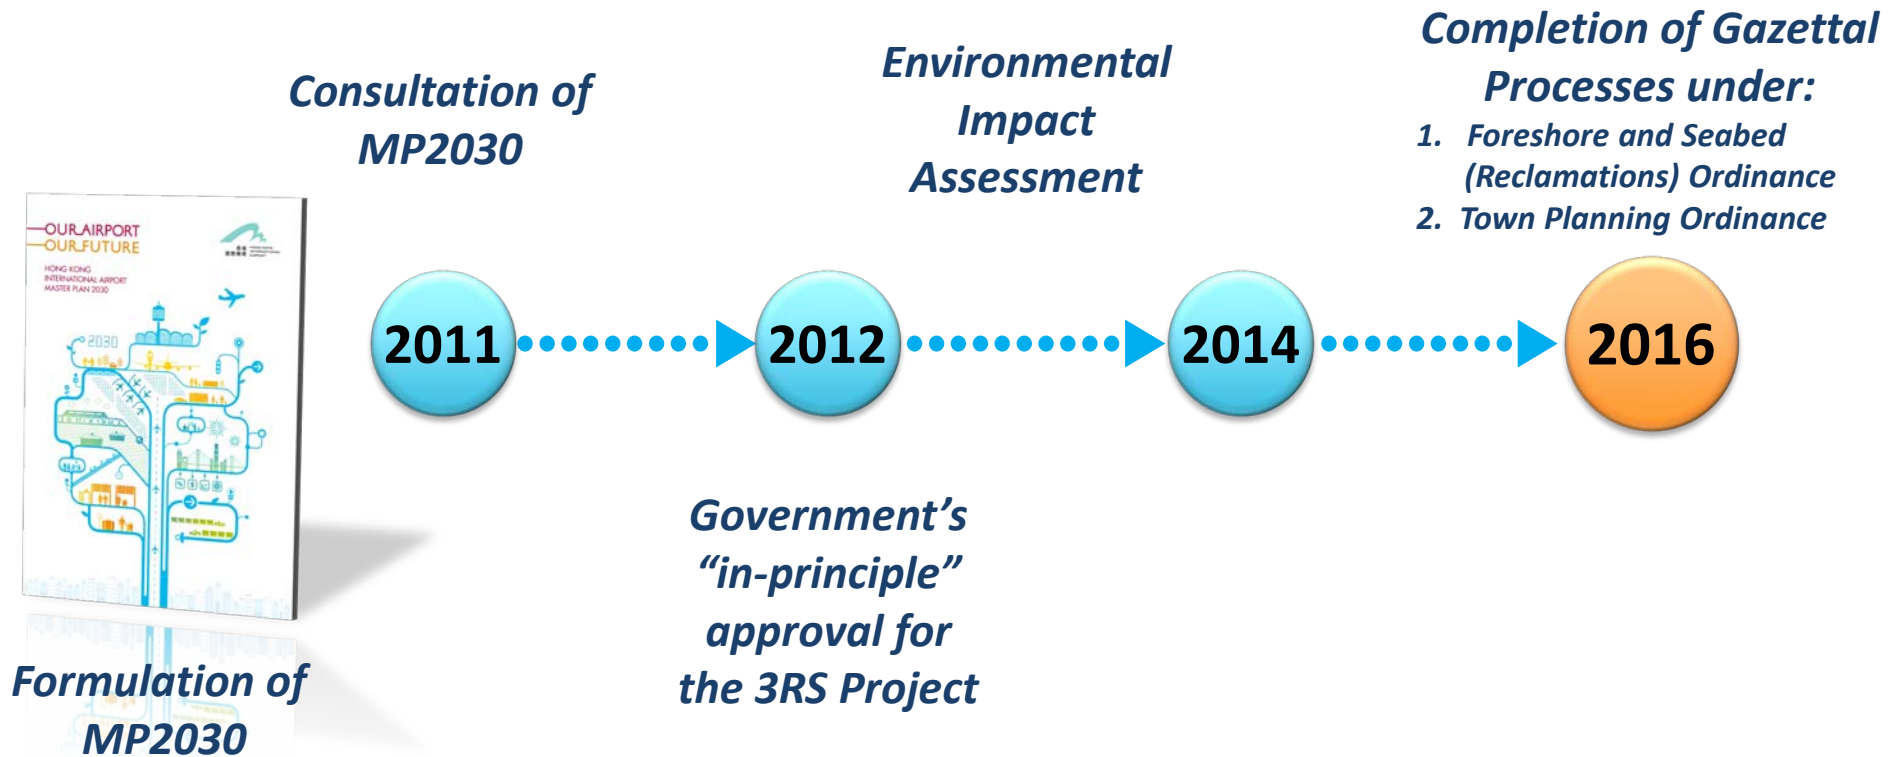 Consultation of
MP2030
Environmental
Impact
Assessment
Completion of Gazettal
Processes under:
1. Foreshore and Seabed
(Reclamations) Ordinance
2. Town Planning Ordinance
OUR AIRPORT
OUR FUTURE
HONG KONG
INTERNATIONAL AIRPORT
MASTER PLAN 2030
2030
2011
2012
2014
2016
Government’s
“in-principle”
approval for
the 3RS Project
Formulation of
MP2030